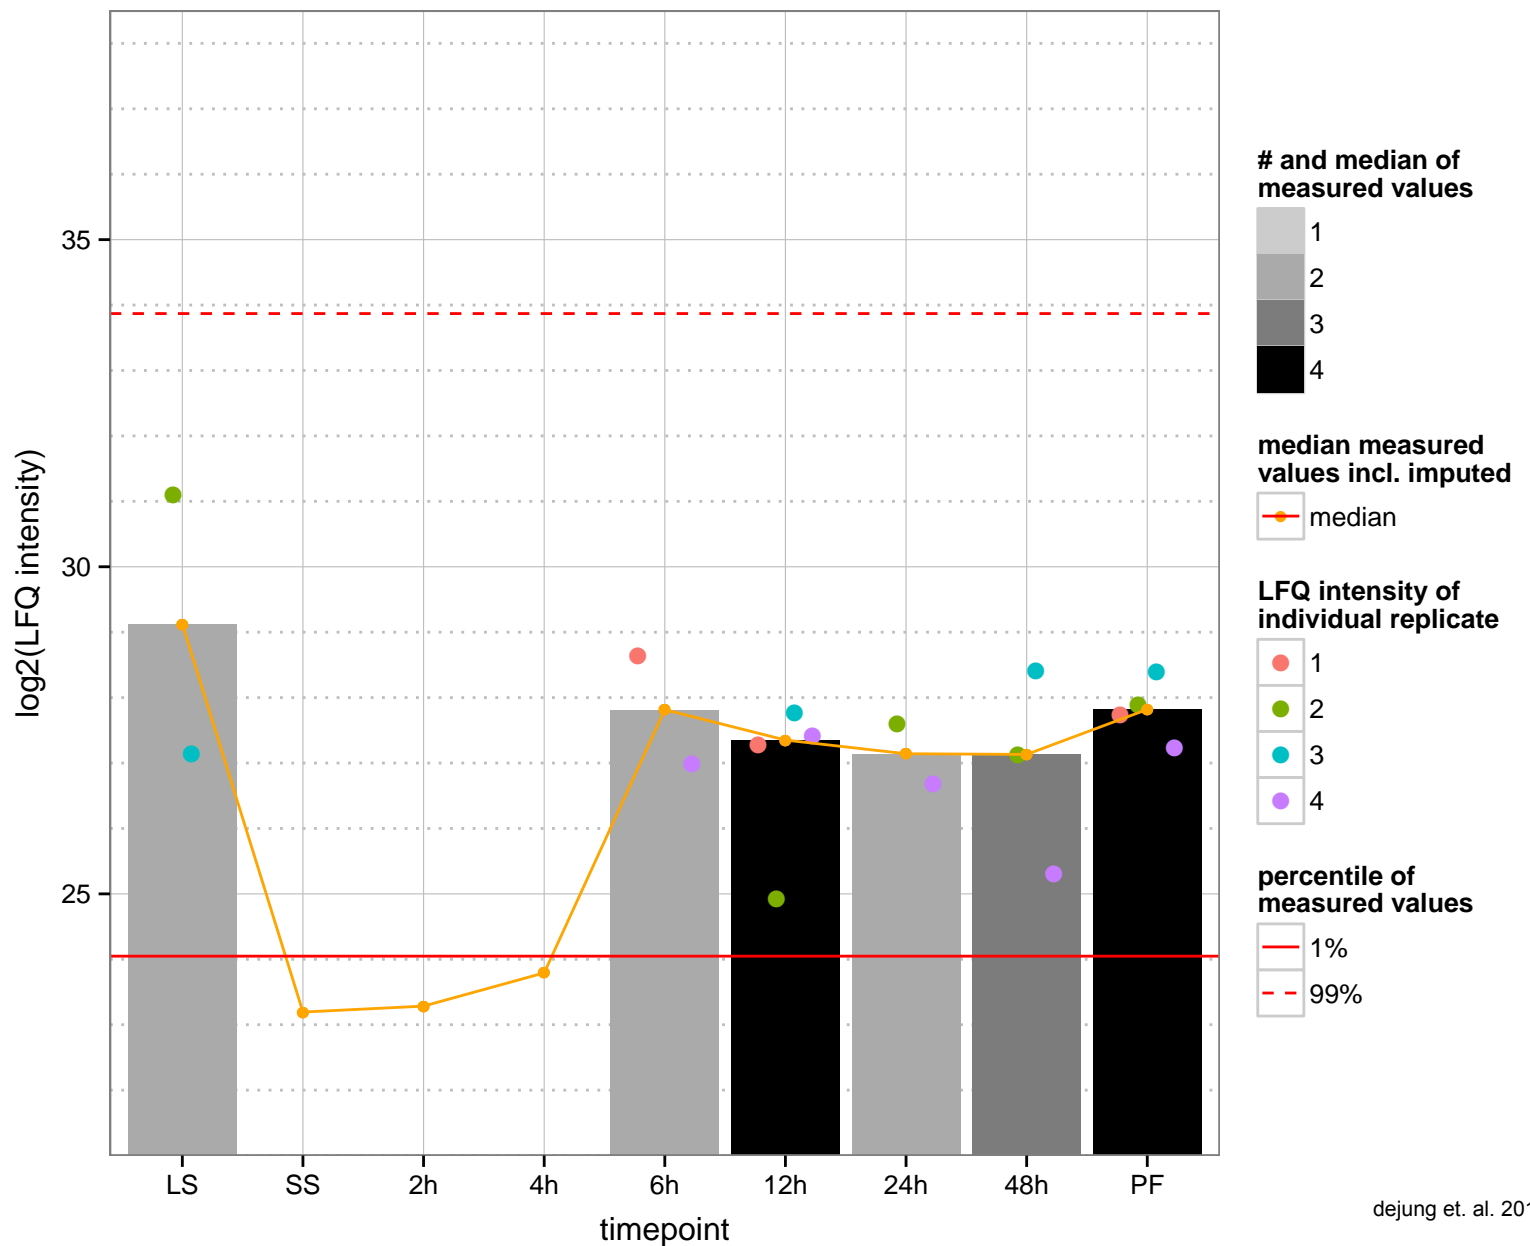 35
30
25
log2(LFQ intensity)
LS SS 2h 4h 6h 12h 24h 48h PF
timepoint
# and median of
measured values
1
2
3
4
median measured
values incl. imputed
median
LFQ intensity of
individual replicate
1
2
3
4
percentile of
measured values
1%
99%
dejung et. al.